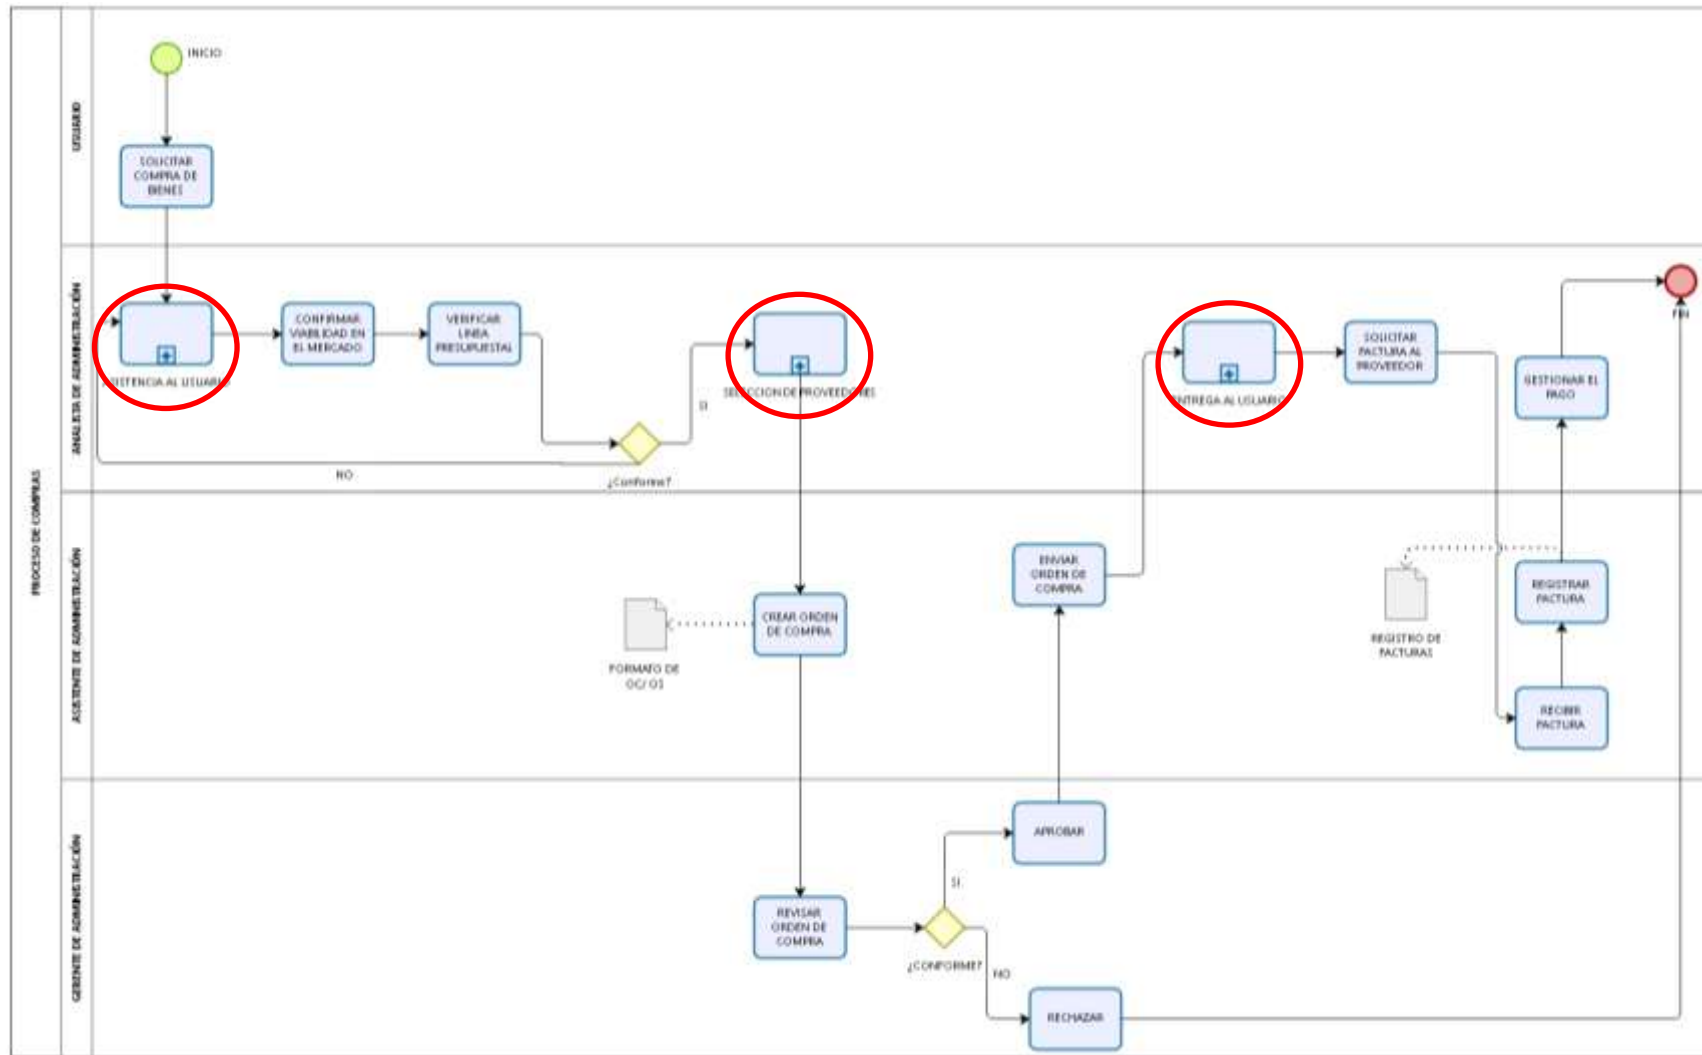 PROCESO DE COMPRAS
USUARIO
INICIO
SOLICITAR
COMPRA DE
BIENES
ANALISTA DE ADMINISTRACIÓN
ASISTENCIA AL USUARIO
CONFIRMAR
VIABILIDAD EN
EL MERCADO
VERIFICAR
LINEA
PRESUPUESTAL
¿Conforme?
SI
NO
SELECCION DE PROVEEDORES
ENTREGA AL USUARIO
SOLICITAR
FACTURA AL
PROVEEDOR
GESTIONAR EL
PAGO
FIN
ASISTENTE DE ADMINISTRACIÓN
CREAR ORDEN
DE COMPRA
FORMATO DE
OC/ OS
ENVIAR
ORDEN DE
COMPRA
REGISTRO DE
FACTURAS
REGISTRAR
FACTURA
RECIBIR
FACTURA
GERENTE DE ADMINISTRACIÓN
REVISAR
ORDEN DE
COMPRA
¿CONFORME?
SI
NO
APROBAR
RECHAZAR